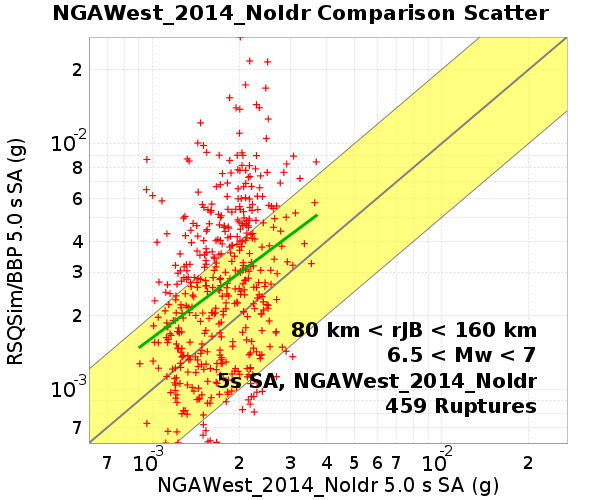 NGAWest_2014_NoIdr Comparison Scatter
RSQSim/BBP 5.0 s SA (g)
2
10-2
8
6
4
3
2
10-3
7
80 km < rJB < 160 km
6.5 < Mw < 7
5s SA, NGAWest_2014_NoIdr
459 Ruptures
7 10-3 2 3 4 5 6 7 10-2 2
NGAWest_2014_NoIdr 5.0 s SA (g)